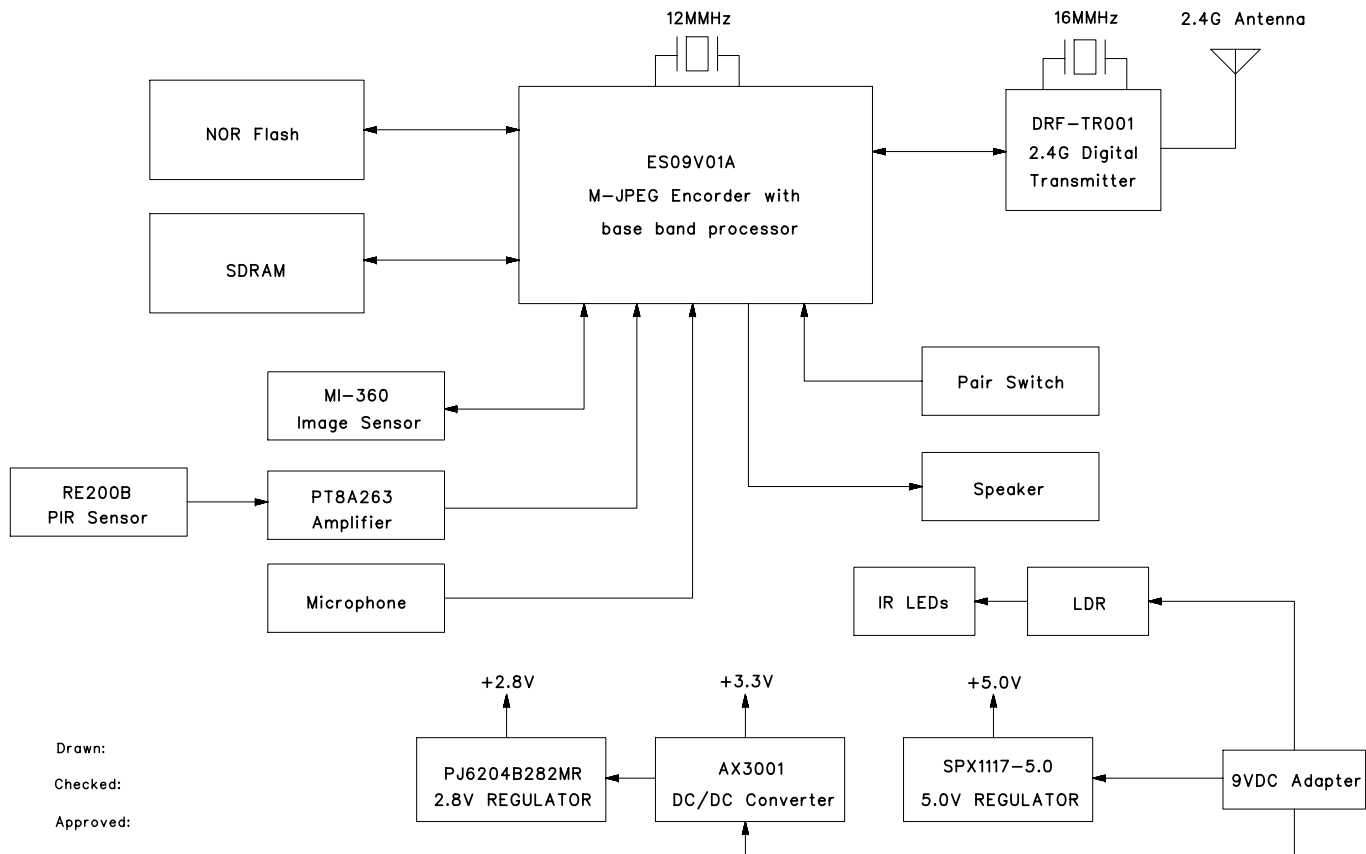 12MMHz
16MMHz
2.4G Antenna
NOR Flash
DRF-TR001
2.4G Digital
Transmitter
ES09V01A
M-JPEG Encorder with
base band processor
SDRAM
MI-360
Image Sensor
Pair Switch
RE200B
PIR Sensor
PT8A263
Amplifier
Speaker
Microphone
IR LEDs
LDR
+2.8V
+3.3V
+5.0V
Drawn:
Checked:
Approved:
PJ6204B282MR
2.8V REGULATOR
AX3001
DC/DC Converter
SPX1117-5.0
5.0V REGULATOR
9VDC Adapter